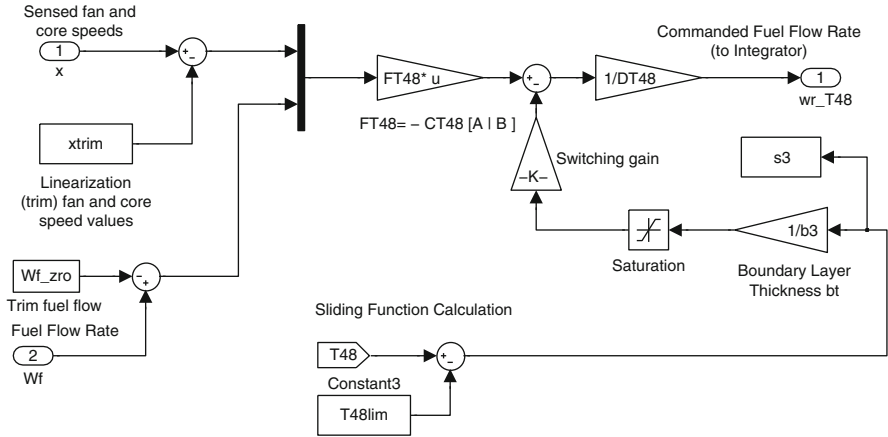 Sensed fan and
core speeds
1
x
+
−
xtrim
Linearization
(trim) fan and core
speed values
Wf_zro
Trim fuel flow
−
+
Fuel Flow Rate
2
Wf
FT48* u
FT48= − CT48 [A | B ]
+
−
1/DT48
Commanded Fuel Flow Rate
(to Integrator)
1
wr_T48
Switching gain
−K−
s3
Saturation
1/b3
Boundary Layer
Thickness bt
Sliding Function Calculation
T48
+
−
Constant3
T48lim